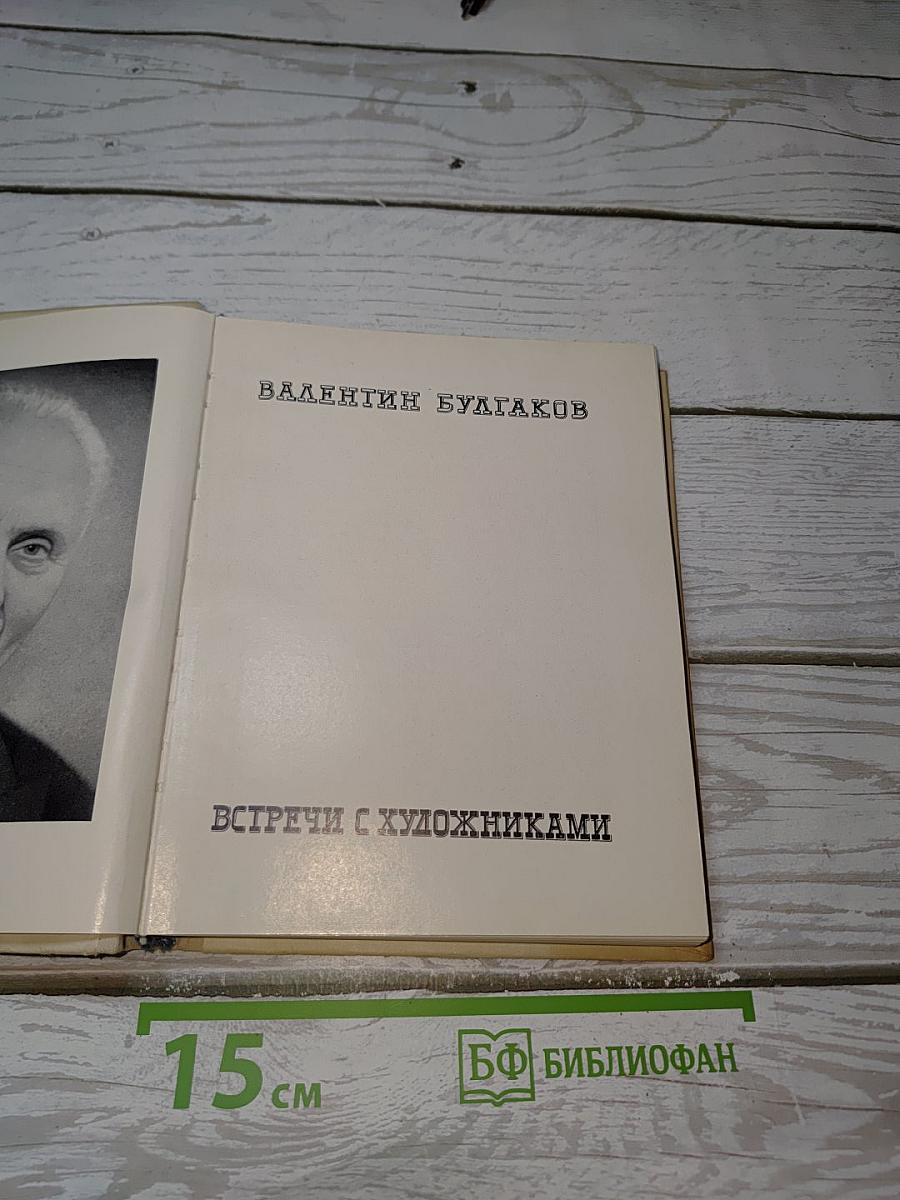 ВАЛЕНТИН БУЛГАКОВ
ВСТРЕЧИ С ХУДОЖНИКАМИ
15 см
БФ БИБЛИОФАН